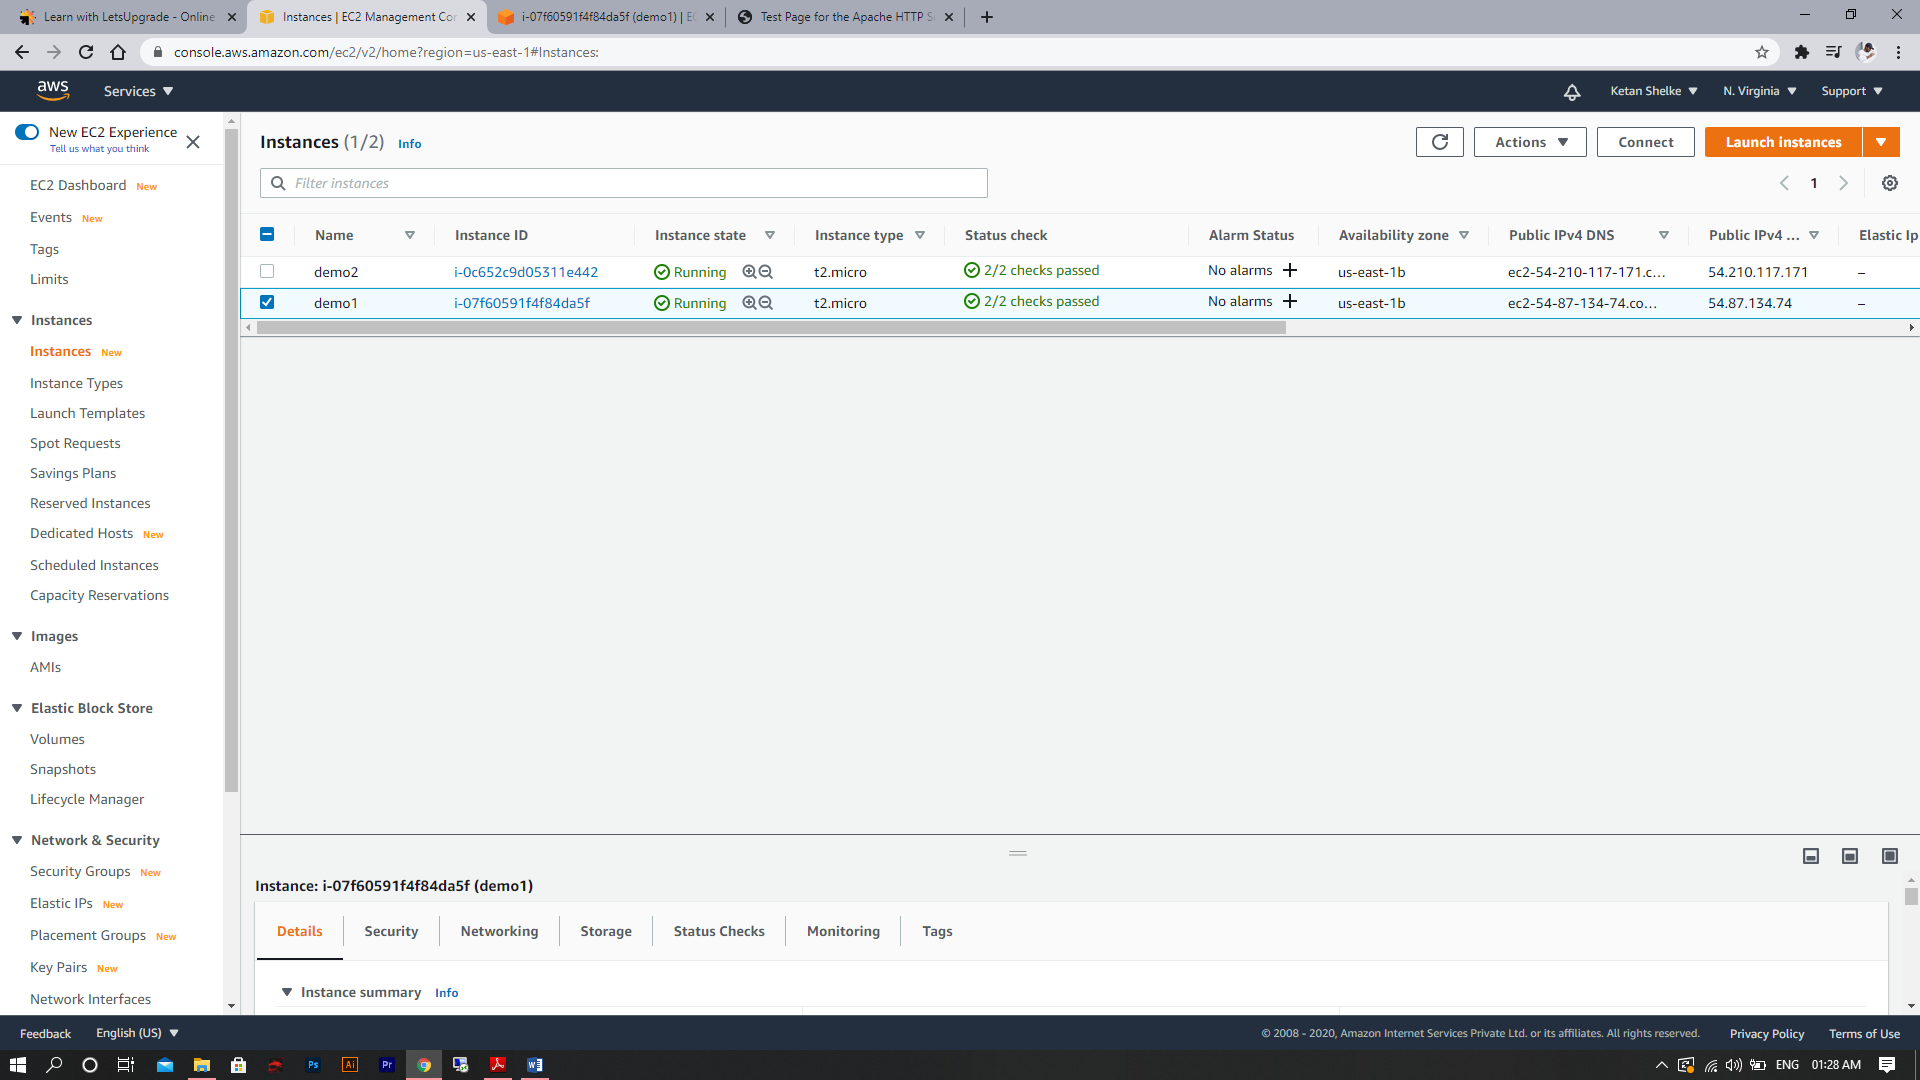 Learn with LetsUpgrade - Online
Instances | EC2 Management Con
i-07f60591f4f84da5f (demo1) | EC
Test Page for the Apache HTTP Se
console.aws.amazon.com/ec2/v2/home?region=us-east-1#Instances:
aws
Services
Ketan Shelke
N. Virginia
Support
New EC2 Experience
Tell us what you think
EC2 Dashboard New
Events New
Tags
Limits
Instances
Instances New
Instance Types
Launch Templates
Spot Requests
Savings Plans
Reserved Instances
Dedicated Hosts New
Scheduled Instances
Capacity Reservations
Images
AMIs
Elastic Block Store
Volumes
Snapshots
Lifecycle Manager
Network & Security
Security Groups New
Elastic IPs New
Placement Groups New
Key Pairs New
Network Interfaces
Instances (1/2) Info
Actions
Connect
Launch instances
Filter instances
1
Name Instance ID Instance state Instance type Status check Alarm Status Availability zone Public IPv4 DNS Public IPv4 ... Elastic Ip
demo2 i-0c652c9d05311e442 Running t2.micro 2/2 checks passed No alarms us-east-1b ec2-54-210-117-171.c... 54.210.117.171 –
demo1 i-07f60591f4f84da5f Running t2.micro 2/2 checks passed No alarms us-east-1b ec2-54-87-134-74.co... 54.87.134.74 –
Instance: i-07f60591f4f84da5f (demo1)
Details Security Networking Storage Status Checks Monitoring Tags
Instance summary Info
Feedback
English (US)
© 2008 - 2020, Amazon Internet Services Private Ltd. or its affiliates. All rights reserved.
Privacy Policy
Terms of Use
Ps
Ai
Pr
ENG
01:28 AM